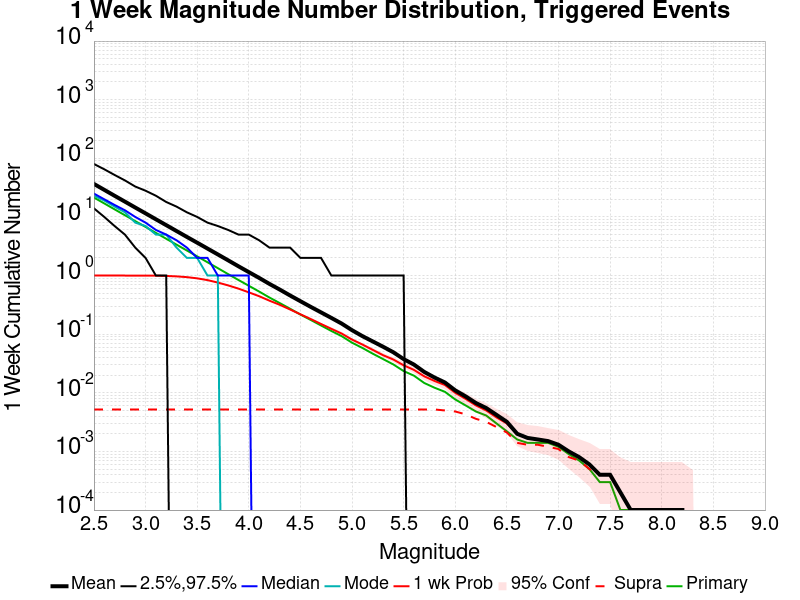 1 Week Magnitude Number Distribution, Triggered Events
10 4
10 3
10 2
10 1
10 0
10 -1
10 -2
10 -3
10 -4
1 Week Cumulative Number
2.5 3.0 3.5 4.0 4.5 5.0 5.5 6.0 6.5 7.0 7.5 8.0 8.5 9.0
Magnitude
Mean 2.5%,97.5% Median Mode 1 wk Prob 95% Conf Supra Primary